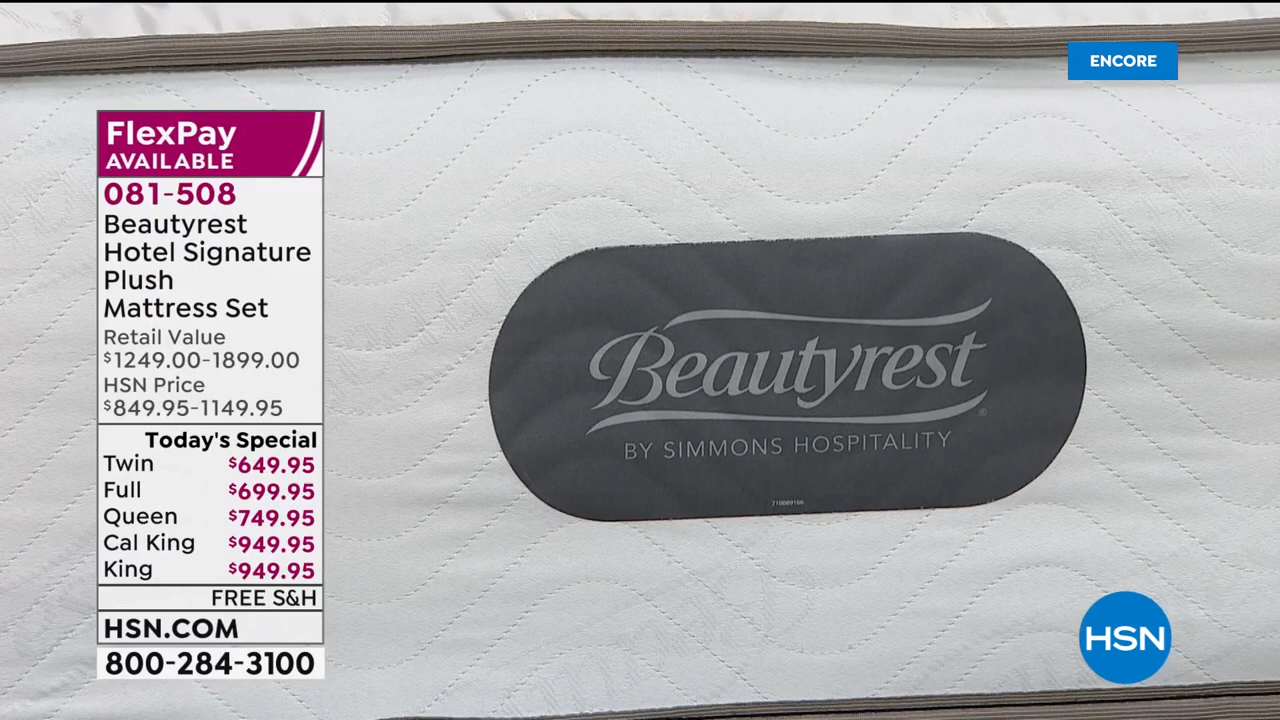 ENCORE
FlexPay
AVAILABLE
081-508
Beautyrest
Hotel Signature
Plush
Mattress Set
Retail Value
$1249.00-1899.00
HSN Price
$849.95-1149.95
Today's Special
Twin $649.95
Full $699.95
Queen $749.95
Cal King $949.95
King $949.95
FREE S&H
HSN.COM
800-284-3100
Beautyrest®
BY SIMMONS HOSPITALITY
HSN